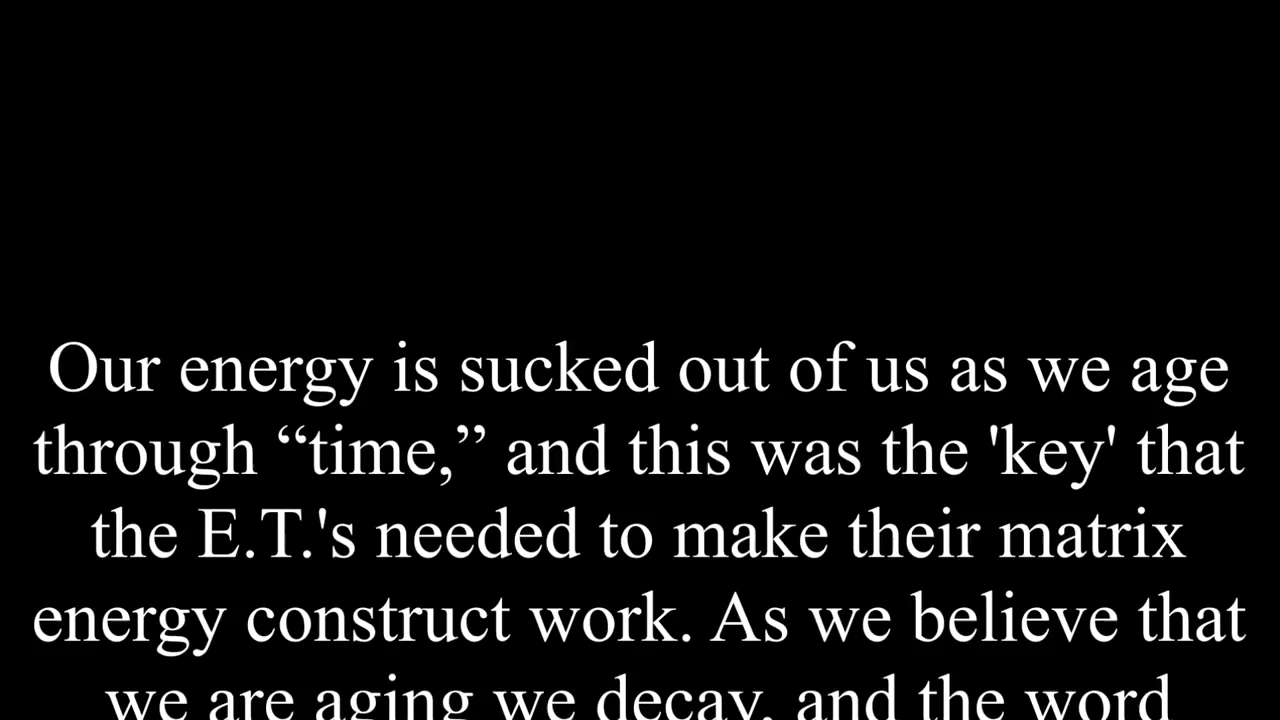 Our energy is sucked out of us as we age
through “time,” and this was the 'key' that
the E.T.'s needed to make their matrix
energy construct work. As we believe that
we are aging we decay, and the word